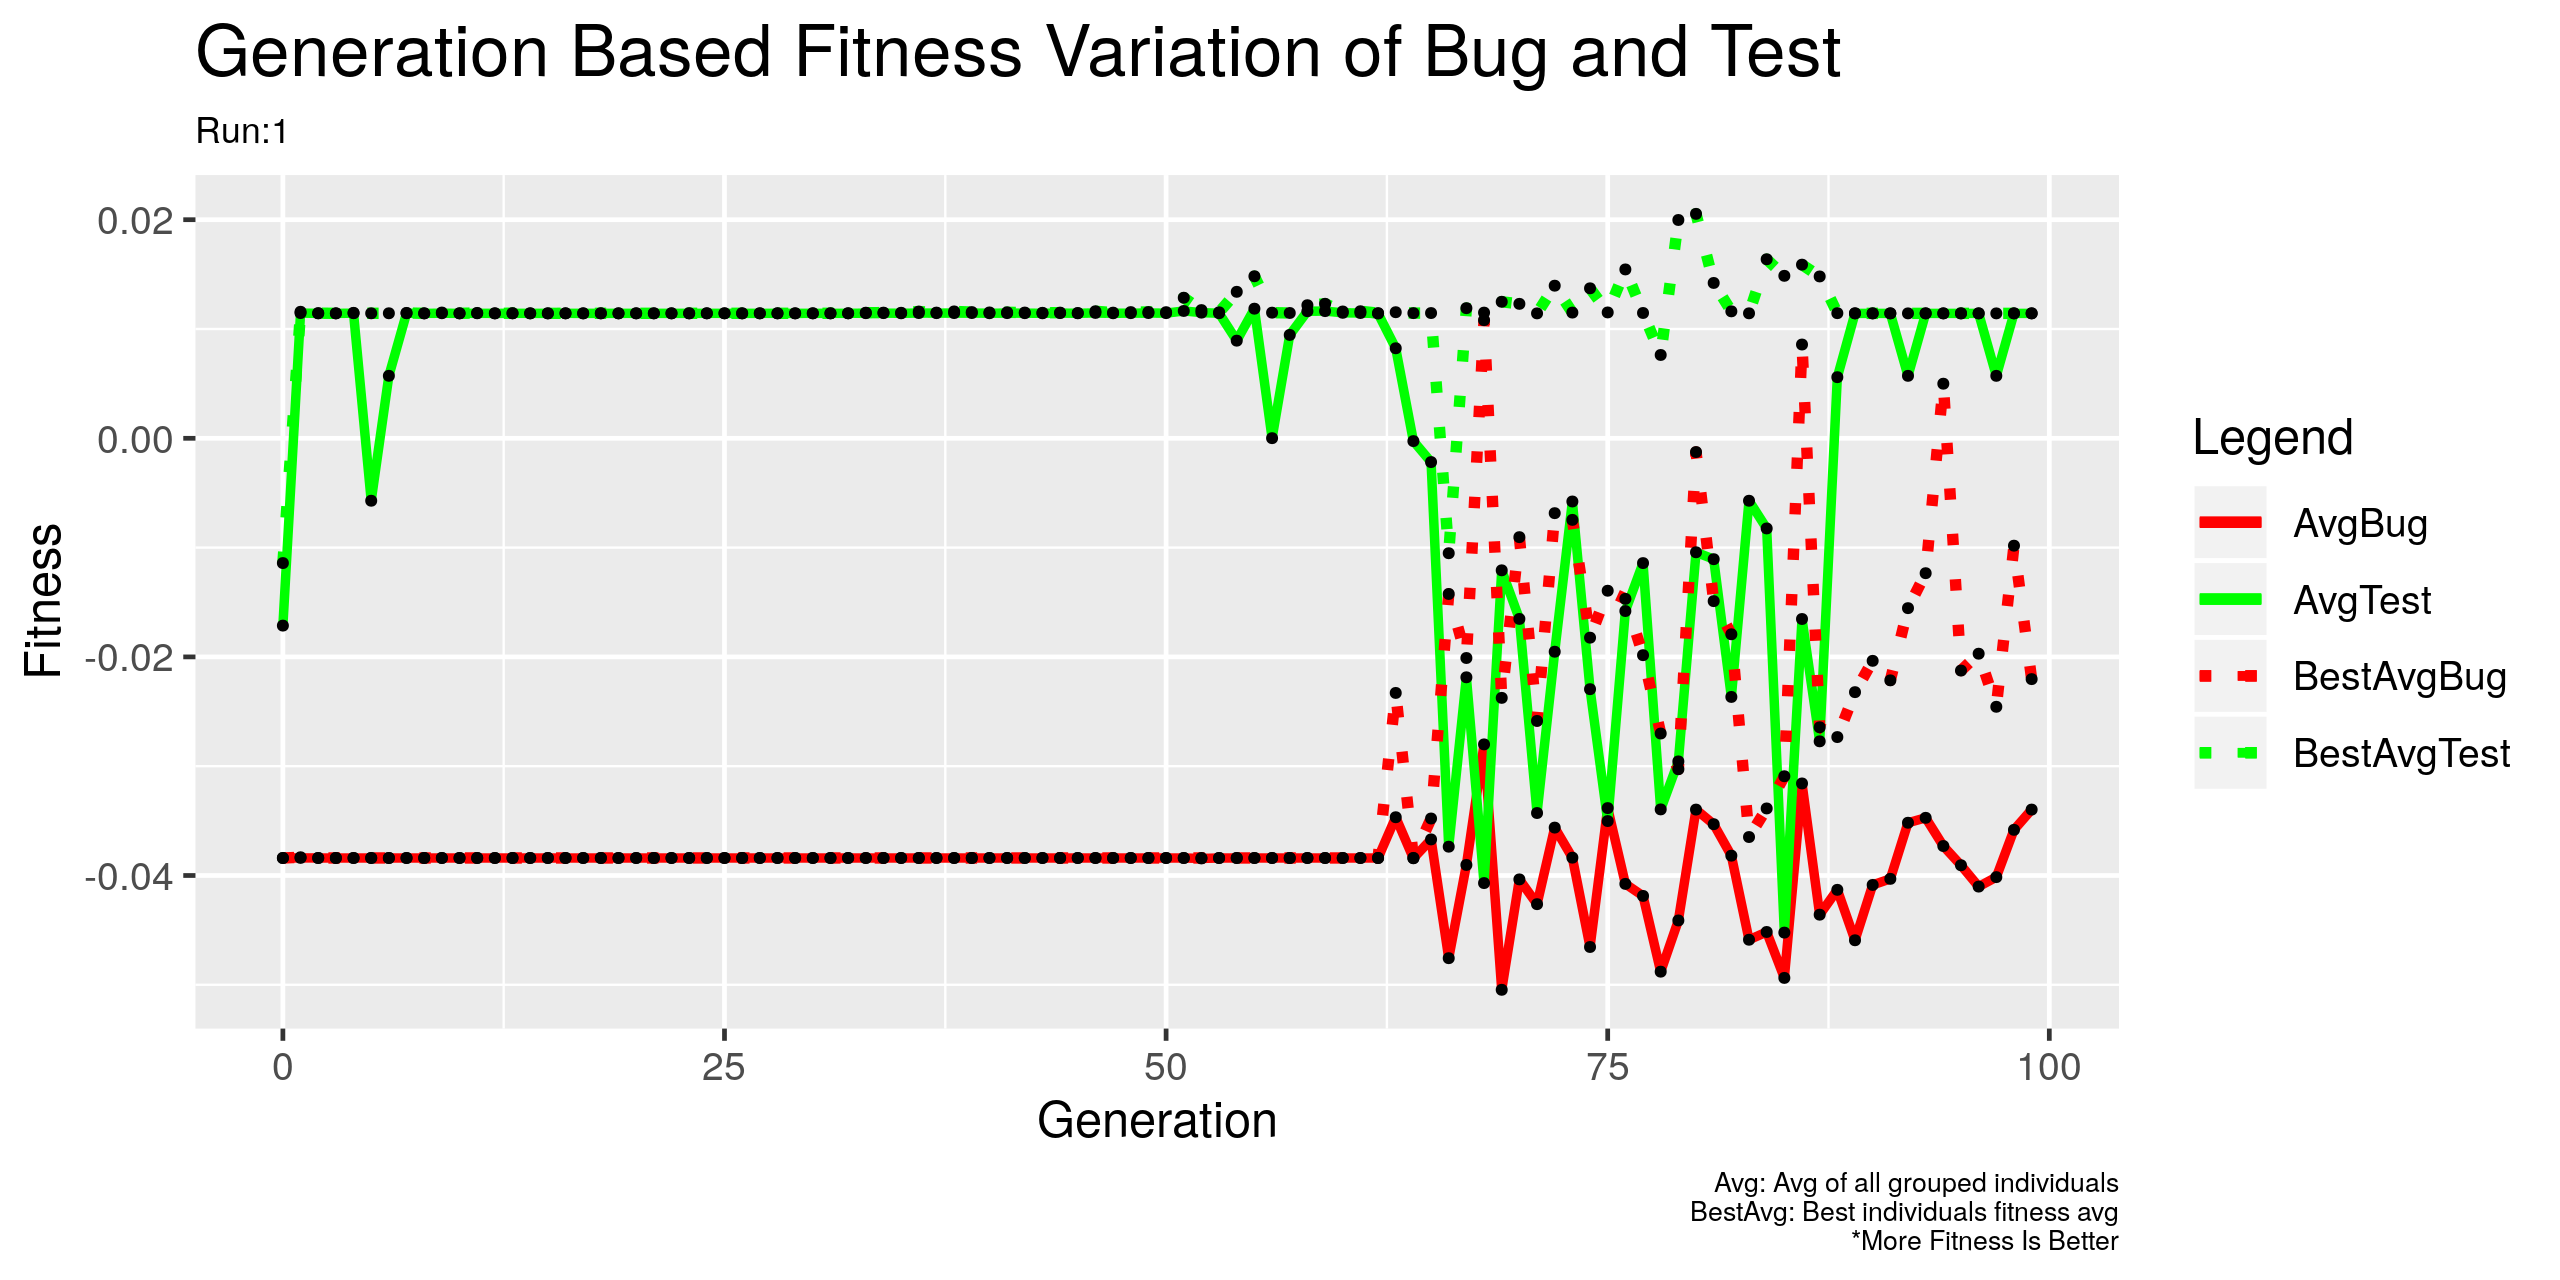 Generation Based Fitness Variation of Bug and Test
Run:1
Fitness
0.02
0.00
-0.02
-0.04
0
25
50
75
100
Generation
Legend
AvgBug
AvgTest
BestAvgBug
BestAvgTest
Avg: Avg of all grouped individuals
BestAvg: Best individuals fitness avg
*More Fitness Is Better